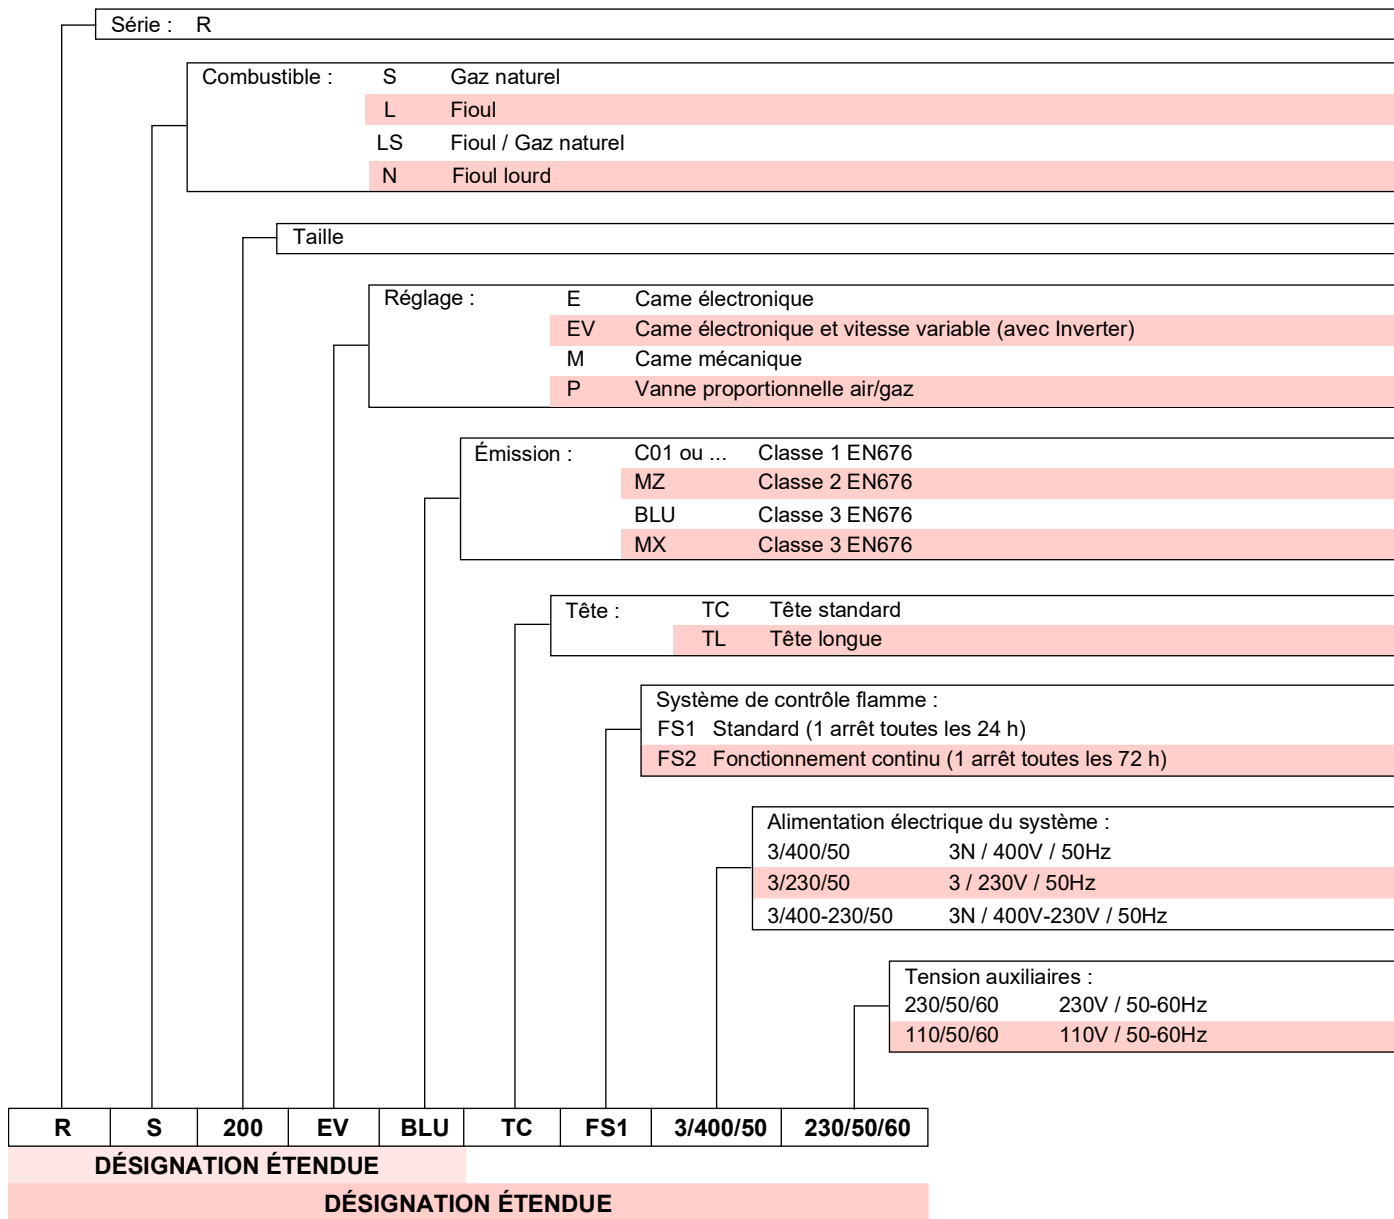 Série : R
Combustible : S Gaz naturel
L Fioul
LS Fioul / Gaz naturel
N Fioul lourd
Taille
Réglage : E Came électronique
EV Came électronique et vitesse variable (avec Inverter)
M Came mécanique
P Vanne proportionnelle air/gaz
Émission : C01 ou ... Classe 1 EN676
MZ Classe 2 EN676
BLU Classe 3 EN676
MX Classe 3 EN676
Tête : TC Tête standard
TL Tête longue
Système de contrôle flamme :
FS1 Standard (1 arrêt toutes les 24 h)
FS2 Fonctionnement continu (1 arrêt toutes les 72 h)
Alimentation électrique du système :
3/400/50 3N / 400V / 50Hz
3/230/50 3 / 230V / 50Hz
3/400-230/50 3N / 400V-230V / 50Hz
Tension auxiliaires :
230/50/60 230V / 50-60Hz
110/50/60 110V / 50-60Hz
R S 200 EV BLU TC FS1 3/400/50 230/50/60
DÉSIGNATION ÉTENDUE
DÉSIGNATION ÉTENDUE